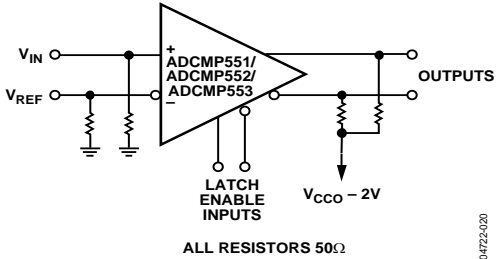 V_IN
V_REF
+
ADCMP551/
ADCMP552/
ADCMP553
–
OUTPUTS
LATCH
ENABLE
INPUTS
V_CCO – 2V
ALL RESISTORS 50Ω
04722-020